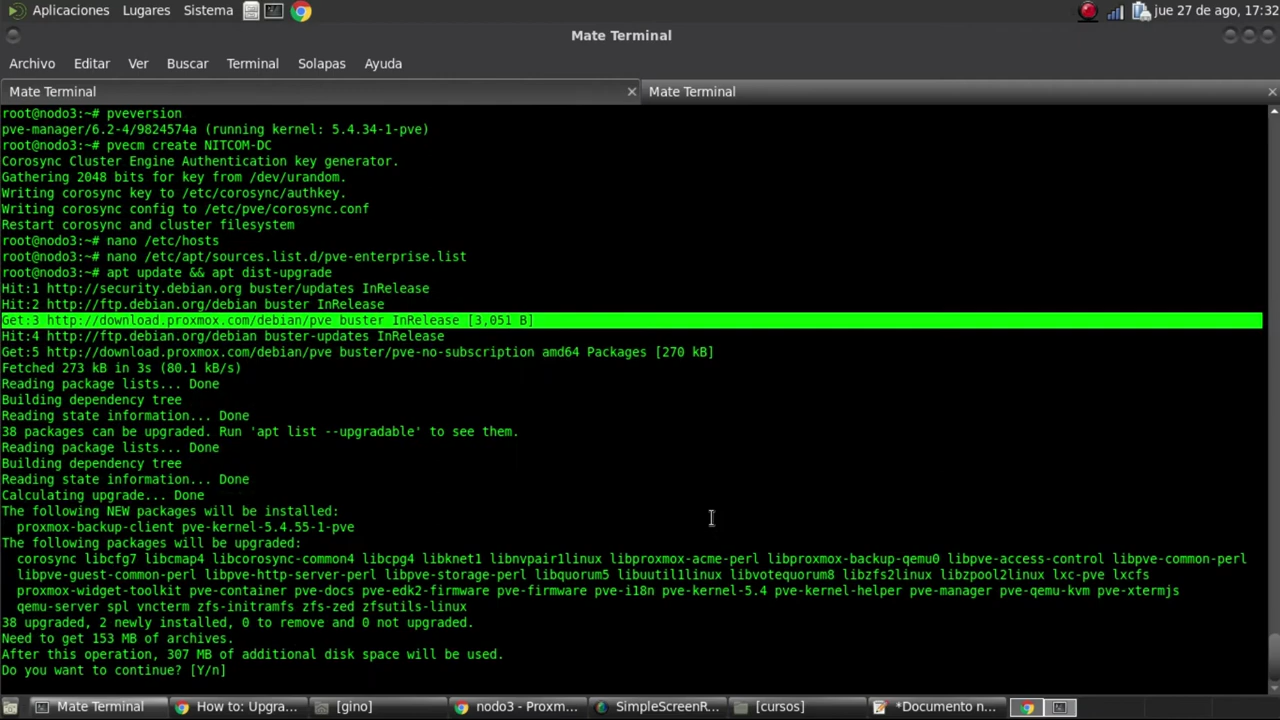 Aplicaciones Lugares Sistema jue 27 de ago, 17:32
Mate Terminal
Archivo Editar Ver Buscar Terminal Solapas Ayuda
Mate Terminal Mate Terminal
root@nodo3:~# pveversion
pve-manager/6.2-4/9824574a (running kernel: 5.4.34-1-pve)
root@nodo3:~# pvecm create NITCOM-DC
Corosync Cluster Engine Authentication key generator.
Gathering 2048 bits for key from /dev/urandom.
Writing corosync key to /etc/corosync/authkey.
Writing corosync config to /etc/pve/corosync.conf
Restart corosync and cluster filesystem
root@nodo3:~# nano /etc/hosts
root@nodo3:~# nano /etc/apt/sources.list.d/pve-enterprise.list
root@nodo3:~# apt update && apt dist-upgrade
Hit:1 http://security.debian.org buster/updates InRelease
Hit:2 http://ftp.debian.org/debian buster InRelease
Get:3 http://download.proxmox.com/debian/pve buster InRelease [3,051 B]
Hit:4 http://ftp.debian.org/debian buster-updates InRelease
Get:5 http://download.proxmox.com/debian/pve buster/pve-no-subscription amd64 Packages [270 kB]
Fetched 273 kB in 3s (80.1 kB/s)
Reading package lists... Done
Building dependency tree
Reading state information... Done
38 packages can be upgraded. Run 'apt list --upgradable' to see them.
Reading package lists... Done
Building dependency tree
Reading state information... Done
Calculating upgrade... Done
The following NEW packages will be installed:
proxmox-backup-client pve-kernel-5.4.55-1-pve
The following packages will be upgraded:
corosync libcfg7 libcmap4 libcorosync-common4 libcpg4 libknet1 libnvpair1linux libproxmox-acme-perl libproxmox-backup-qemu0 libpve-access-control libpve-common-perl
libpve-guest-common-perl libpve-http-server-perl libpve-storage-perl libquorum5 libuutil1linux libvotequorum8 libzfs2linux libzpool2linux lxc-pve lxcfs
proxmox-widget-toolkit pve-container pve-docs pve-edk2-firmware pve-firmware pve-i18n pve-kernel-5.4 pve-kernel-helper pve-manager pve-qemu-kvm pve-xtermjs
qemu-server spl vncterm zfs-initramfs zfs-zed zfsutils-linux
38 upgraded, 2 newly installed, 0 to remove and 0 not upgraded.
Need to get 153 MB of archives.
After this operation, 307 MB of additional disk space will be used.
Do you want to continue? [Y/n]
Mate Terminal How to: Upgra... [gino] nodo3 - Proxm... SimpleScreenR... [cursos] *Documento n...